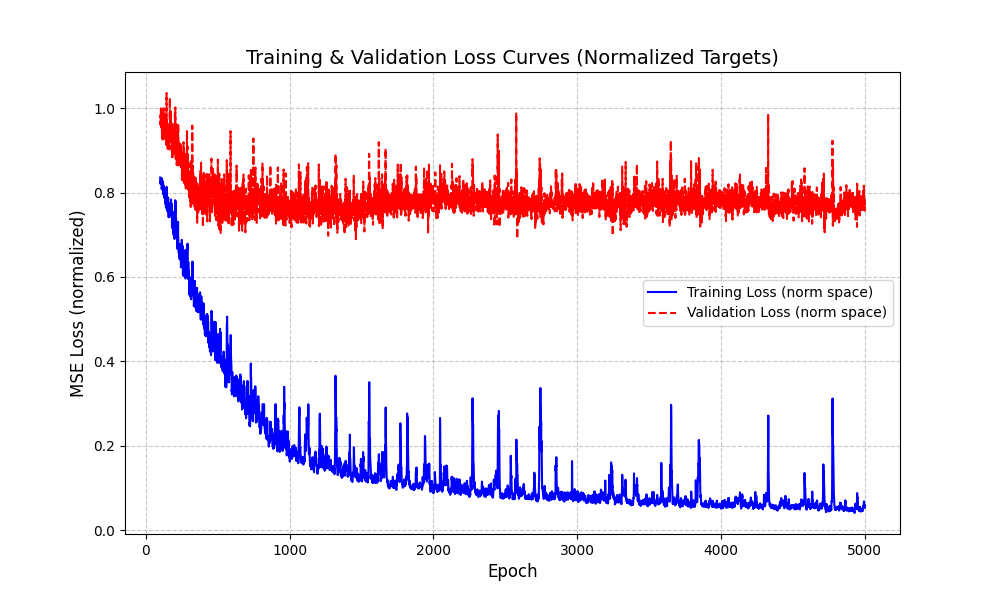 Training & Validation Loss Curves (Normalized Targets)
MSE Loss (normalized)
1.0
0.8
0.6
0.4
0.2
0.0
Training Loss (norm space)
Validation Loss (norm space)
0 1000 2000 3000 4000 5000
Epoch